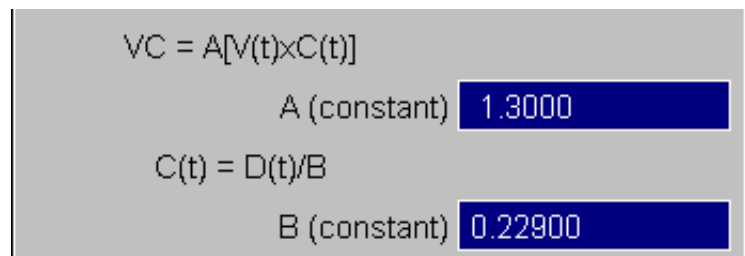 VC = A[V(t)xC(t)]
A (constant) 1.3000
C(t) = D(t)/B
B (constant) 0.22900